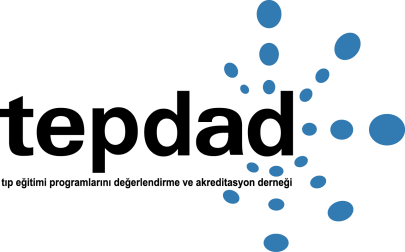 tepdad
tıp eğitimi programlarını değerlendirme ve akreditasyon derneği